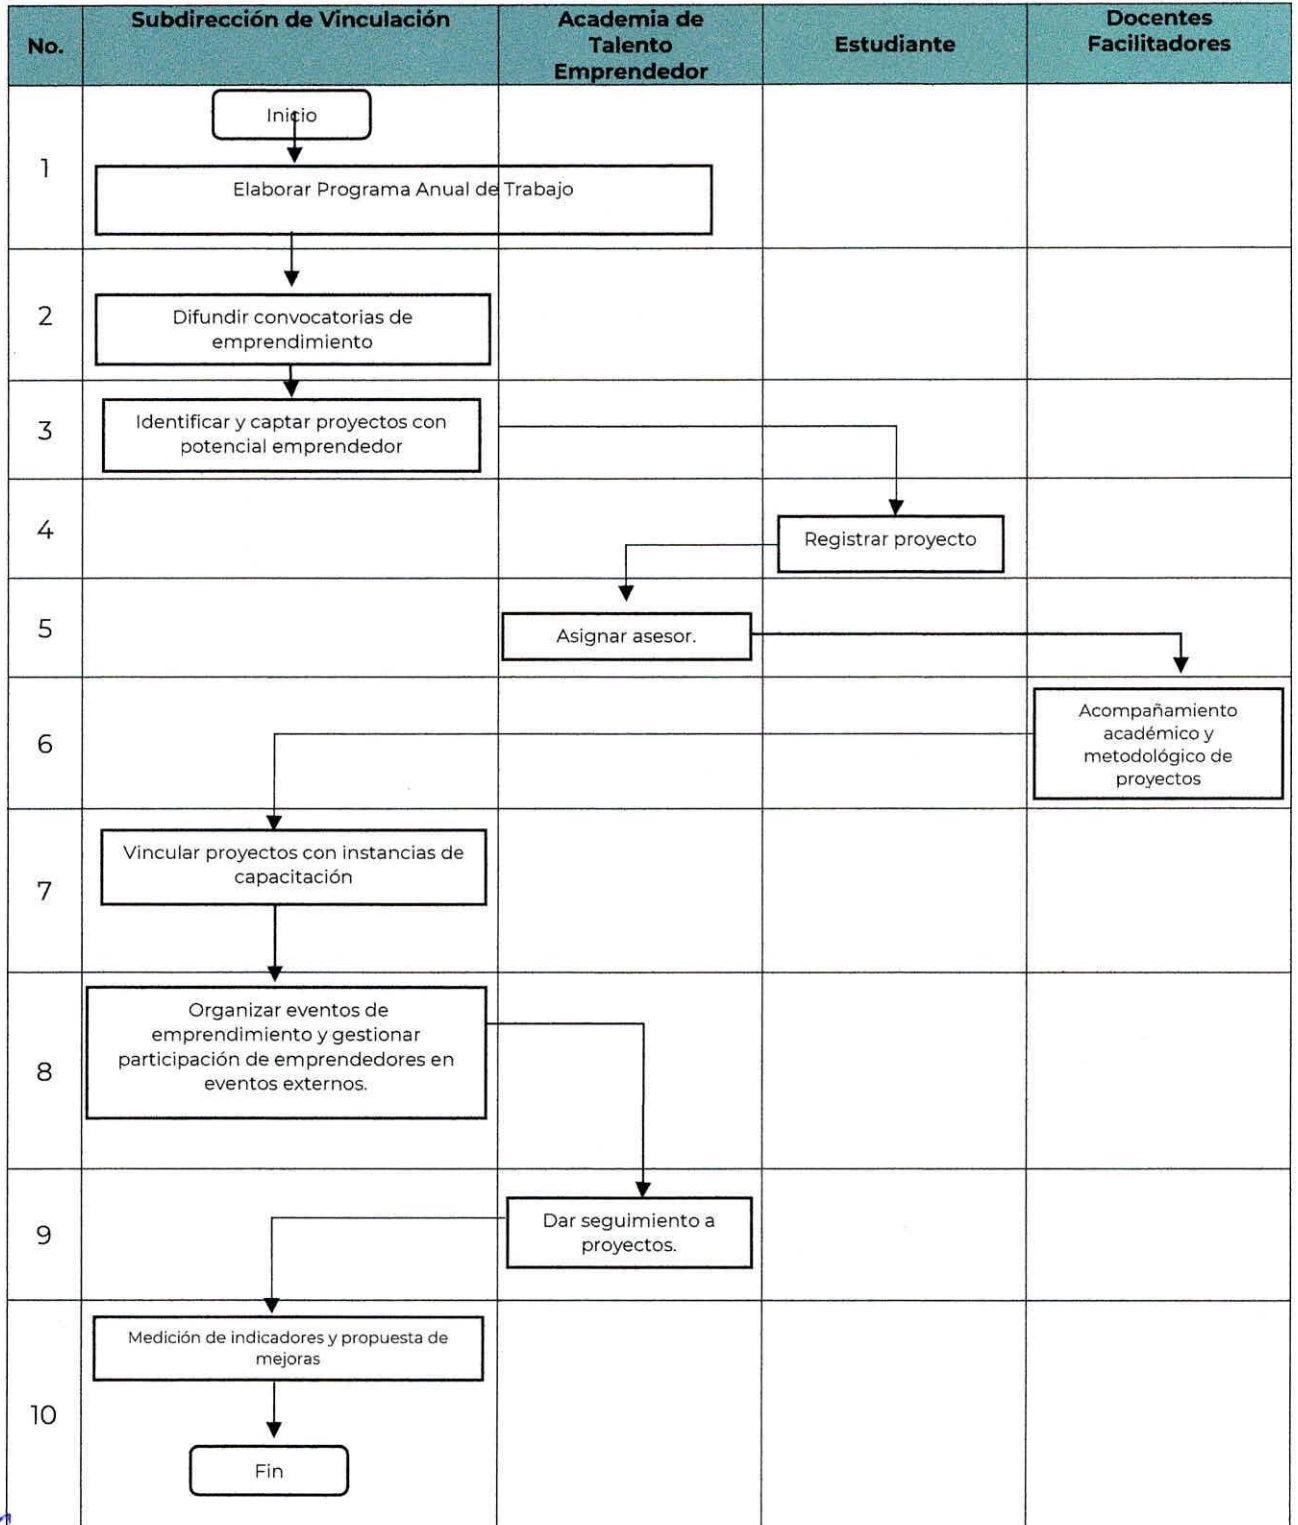 No.
Subdirección de Vinculación
Academia de
Talento
Emprendedor
Estudiante
Docentes
Facilitadores
1
Inicio
Elaborar Programa Anual de Trabajo
2
Difundir convocatorias de
emprendimiento
3
Identificar y captar proyectos con
potencial emprendedor
4
Registrar proyecto
5
Asignar asesor.
6
Acompañamiento
académico y
metodológico de
proyectos
7
Vincular proyectos con instancias de
capacitación
8
Organizar eventos de
emprendimiento y gestionar
participación de emprendedores en
eventos externos.
9
Dar seguimiento a
proyectos.
10
Medición de indicadores y propuesta de
mejoras
Fin